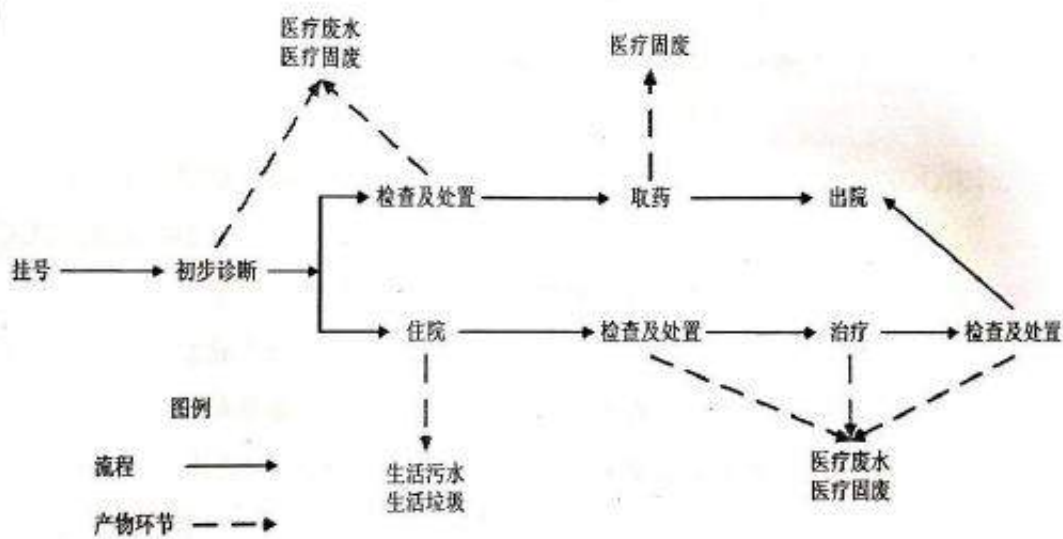 医疗废水
医疗固废
医疗固废
检查及处置
取药
出院
挂号
初步诊断
住院
检查及处置
治疗
检查及处置
图例
流程
产物环节
生活污水
生活垃圾
医疗废水
医疗固废